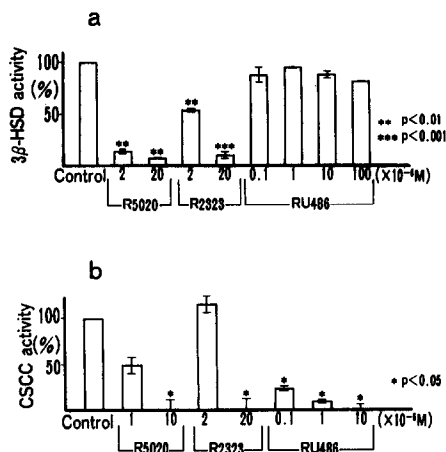 a
3β-HSD activity
(%)
100
50
**
**
**
***
** p<0.01
*** p<0.001
Control 2 20 2 20 0.1 1 10 100 (×10⁻⁶M)
R5020 R2323 RU486
b
CSCC activity
(%)
100
50
*
*
*
*
*
* p<0.05
Control 1 10 2 20 0.1 1 10 (×10⁻⁶M)
R5020 R2323 RU486